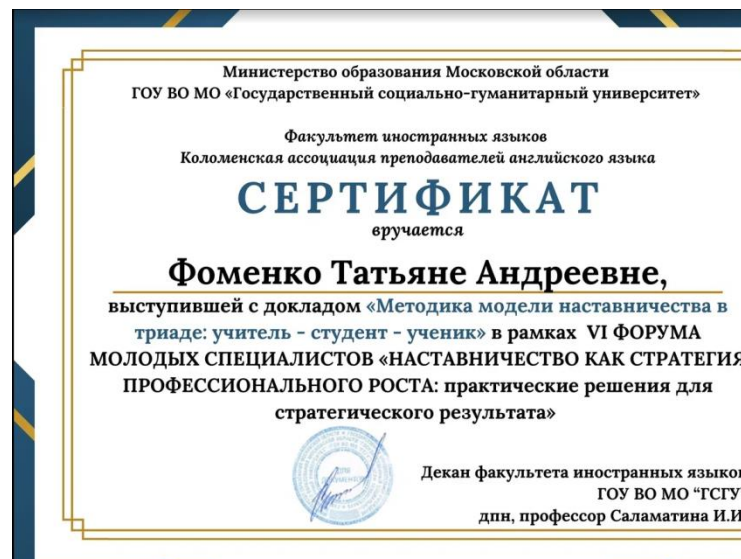 Министерство образования Московской области
ГОУ ВО МО «Государственный социально-гуманитарный университет»
Факультет иностранных языков
Коломенская ассоциация преподавателей английского языка
СЕРТИФИКАТ
вручается
Фоменко Татьяне Андреевне,
выступившей с докладом «Методика модели наставничества в
триаде: учитель - студент - ученик» в рамках VI ФОРУМА
МОЛОДЫХ СПЕЦИАЛИСТОВ «НАСТАВНИЧЕСТВО КАК СТРАТЕГИЯ
ПРОФЕССИОНАЛЬНОГО РОСТА: практические решения для
стратегического результата»
Декан факультета иностранных языков
ГОУ ВО МО “ГСГУ
дпн, профессор Саламатина И.И